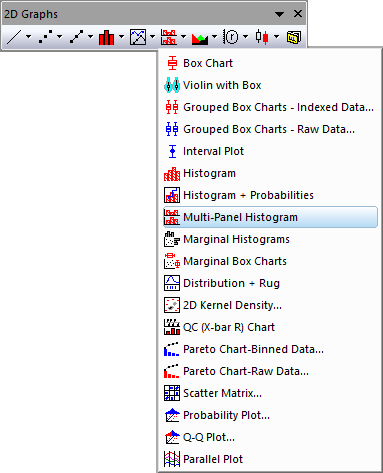 2D Graphs
Box Chart
Violin with Box
Grouped Box Charts - Indexed Data...
Grouped Box Charts - Raw Data...
Interval Plot
Histogram
Histogram + Probabilities
Multi-Panel Histogram
Marginal Histograms
Marginal Box Charts
Distribution + Rug
2D Kernel Density...
QC (X-bar R) Chart
Pareto Chart-Binned Data...
Pareto Chart-Raw Data...
Scatter Matrix...
Probability Plot...
Q-Q Plot...
Parallel Plot